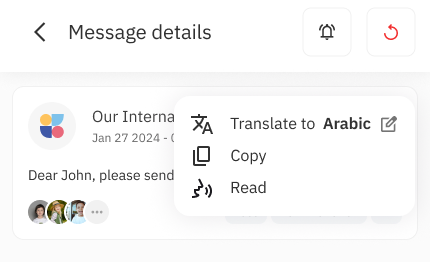 Message details
Our Interna
Translate to Arabic
Jan 27 2024 -
Copy
Dear John, please send
Read